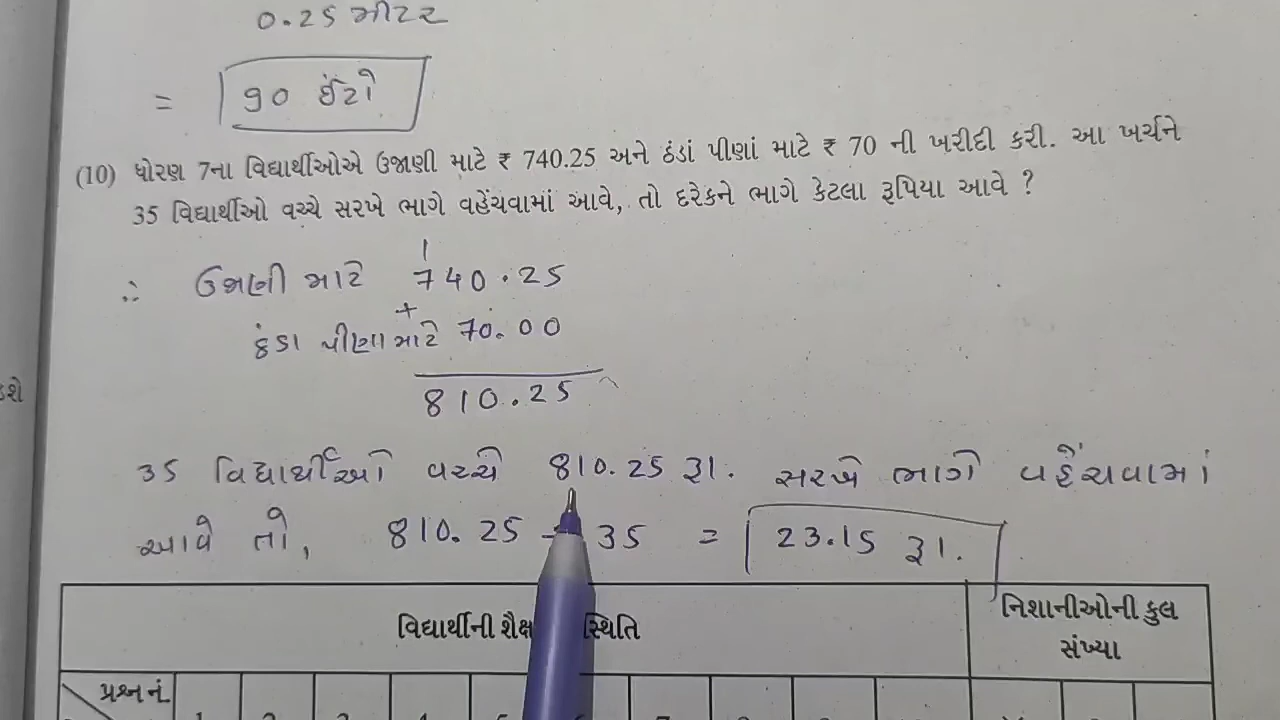 0.25 મીટર
= 90 ઈંટો
(10) ધોરણ 7ના વિદ્યાર્થીઓએ ઉજાણી માટે ₹ 740.25 અને ઠંડાં પીણાં માટે ₹ 70 ની ખરીદી કરી. આ ખર્ચને
35 વિદ્યાર્થીઓ વચ્ચે સરખે ભાગે વહેંચવામાં આવે, તો દરેકને ભાગે કેટલા રૂપિયા આવે ?
1
∴ ઉજાણી માટે 740.25
+
ઠંડા પીણા માટે 70.00
810.25
35 વિદ્યાર્થીઓ વચ્ચે 810.25 રૂા. સરખે ભાગે વહેંચવામાં
આવે તો, 810.25 ÷ 35 = 23.15 રૂા.
વિદ્યાર્થીની શૈક્ષ સ્થિતિ
નિશાનીઓની કુલ
સંખ્યા
પ્રશ્ન નં.